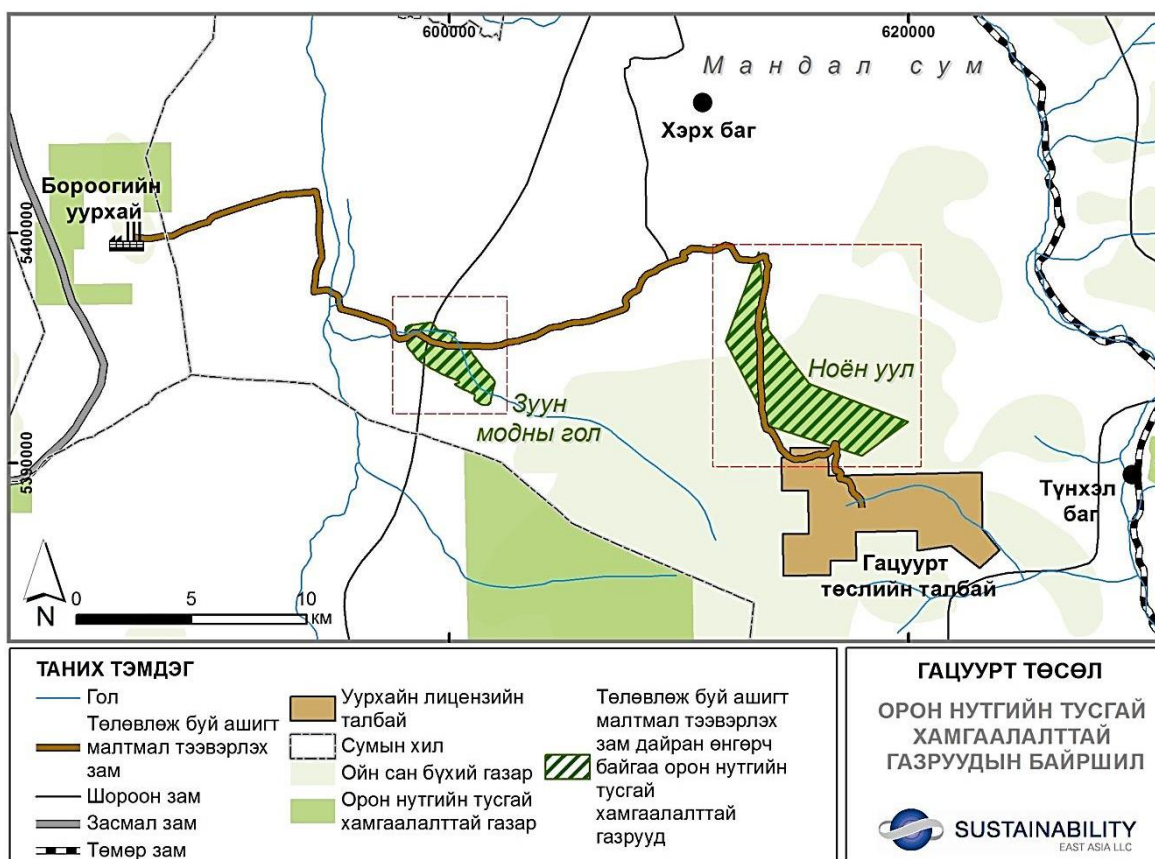 600000
620000
Мандал сум
Хэрх баг
Бороогийн
уурхай
5400000
Ноён уул
Зуун
модны гол
5390000
Түнхэл
баг
Гацуурт
төслийн талбай
N
0 5 10
км
ТАНИХ ТЭМДЭГ
Гол
Төлөвлөж буй ашигт
малтмал тээвэрлэх
зам
Шороон зам
Засмал зам
Төмөр зам
Уурхайн лицензийн
талбай
Сумын хил
Ойн сан бүхий газар
Орон нутгийн тусгай
хамгаалалттай газар
Төлөвлөж буй ашигт
малтмал тээвэрлэх
зам дайран өнгөрч
байгаа орон нутгийн
тусгай
хамгаалалттай
газрууд
ГАЦУУРТ ТӨСӨЛ
ОРОН НУТГИЙН ТУСГАЙ
ХАМГААЛАЛТТАЙ
ГАЗРУУДЫН БАЙРШИЛ
SUSTAINABILITY
EAST ASIA LLC